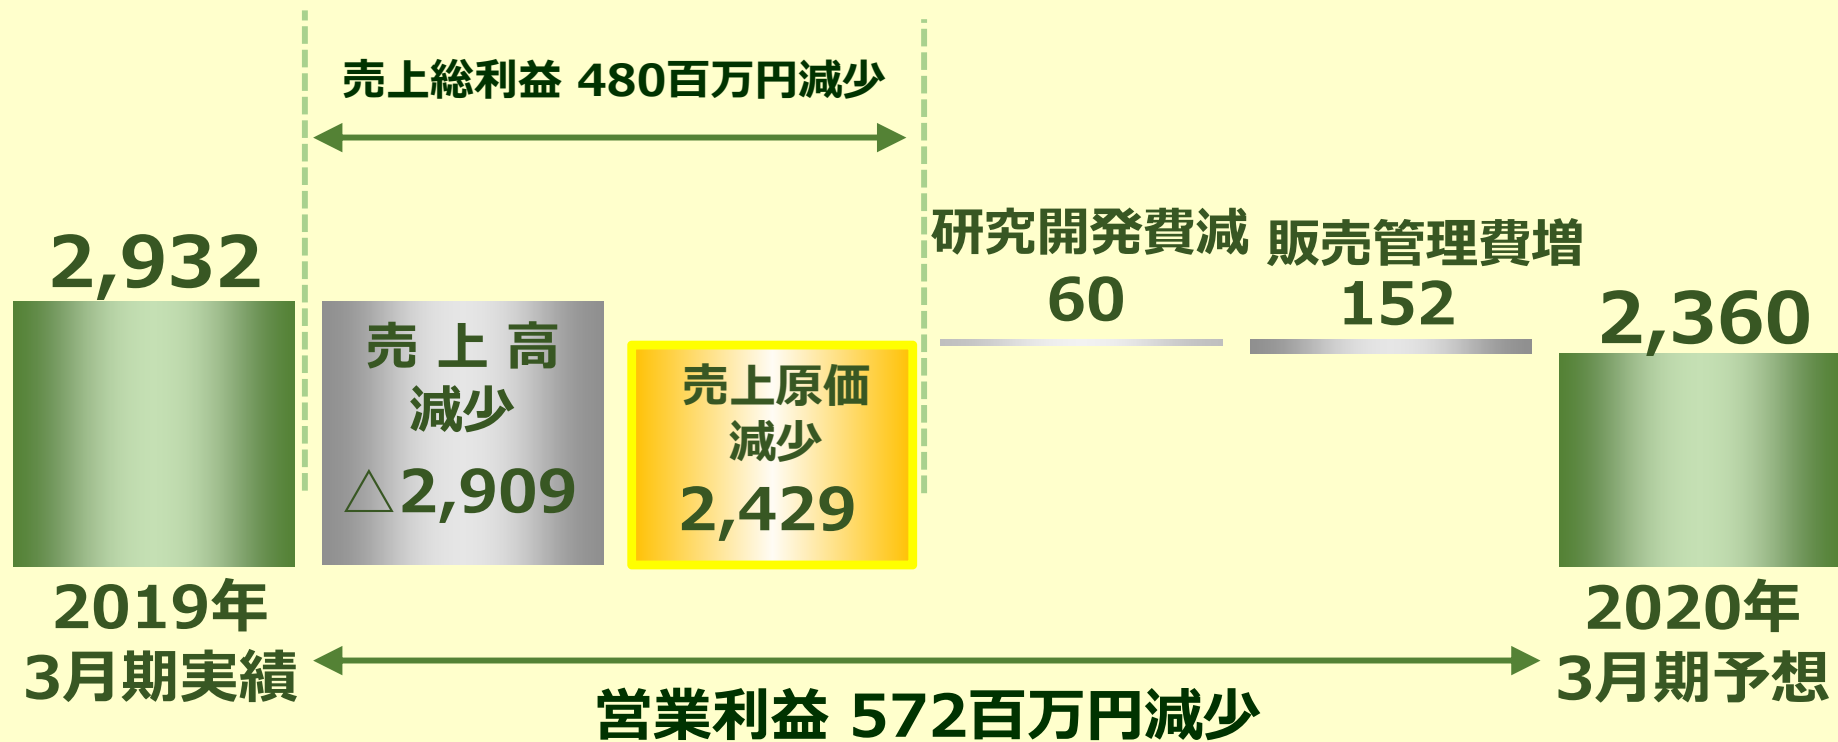 売上総利益 480百万円減少
2,932
売上高
減少
△2,909
売上原価
減少
2,429
研究開発費減
60
販売管理費増
152
2,360
2019年
3月期実績
2020年
3月期予想
営業利益 572百万円減少